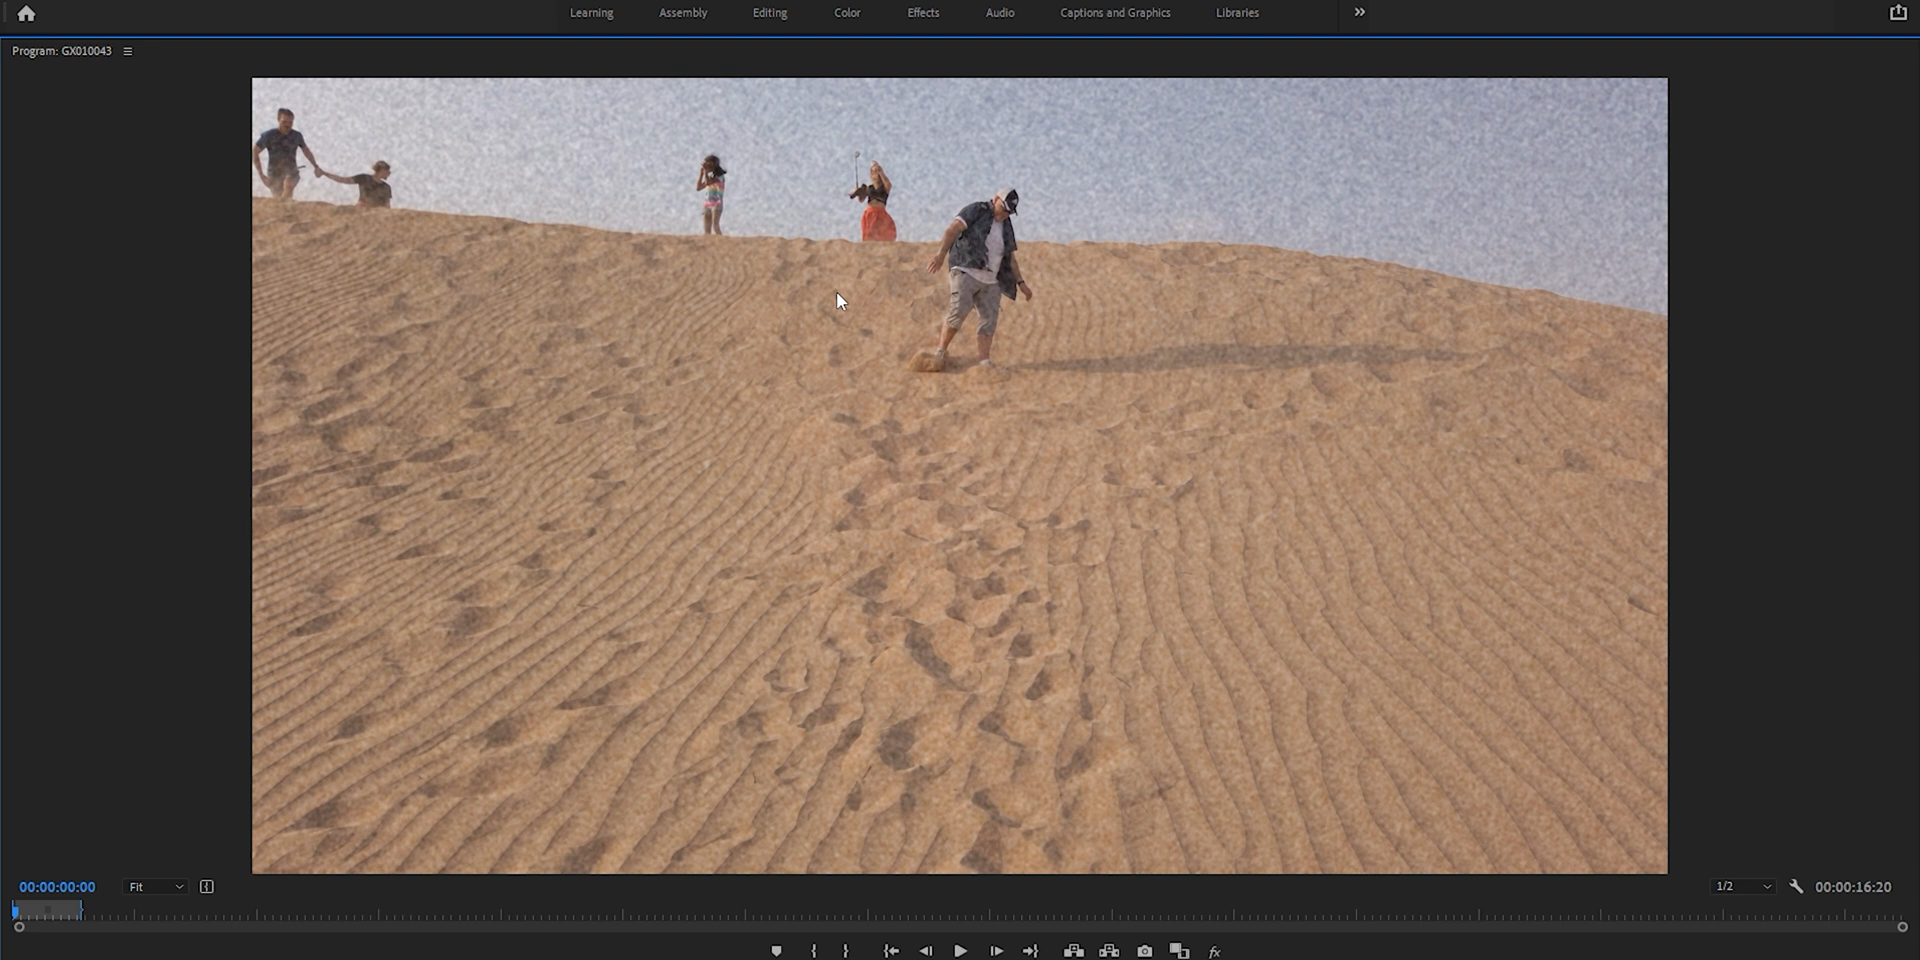 Learning Assembly Editing Color Effects Audio Captions and Graphics Libraries
Program: GX010043
00:00:00:00 Fit 1/2 00:00:16:20
fx